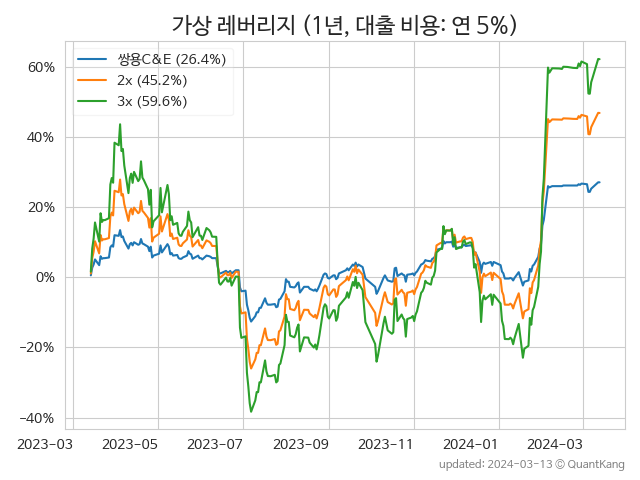 가상 레버리지 (1년, 대출 비용: 연 5%)
쌍용C&E (26.4%)
2x (45.2%)
3x (59.6%)
60%
40%
20%
0%
−20%
−40%
2023-03 2023-05 2023-07 2023-09 2023-11 2024-01 2024-03
updated: 2024-03-13 © QuantKang